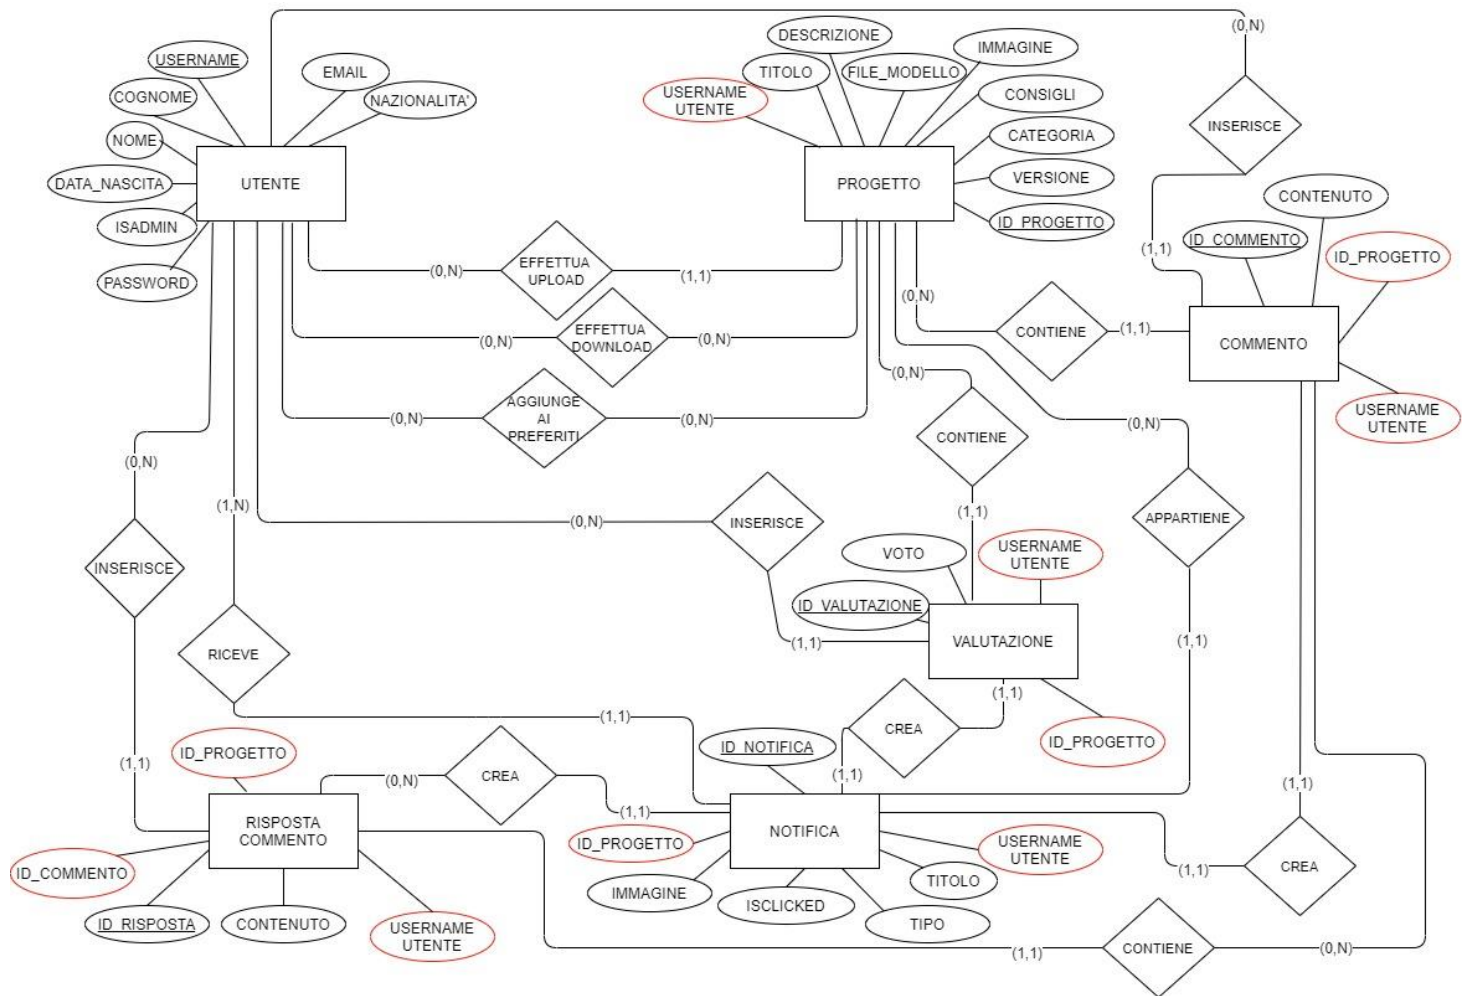 (0,N)
DESCRIZIONE
IMMAGINE
USERNAME
EMAIL
TITOLO
FILE_MODELLO
COGNOME
NAZIONALITA'
USERNAME
UTENTE
CONSIGLI
NOME
CATEGORIA
INSERISCE
DATA_NASCITA
UTENTE
PROGETTO
VERSIONE
ISADMIN
ID_PROGETTO
CONTENUTO
ID_COMMENTO
(1,1)
ID_PROGETTO
PASSWORD
(0,N)
EFFETTUA
UPLOAD
(1,1)
(0,N)
CONTIENE
(1,1)
COMMENTO
(0,N)
EFFETTUA
DOWNLOAD
(0,N)
(0,N)
(0,N)
AGGIUNGE
AI
PREFERITI
(0,N)
(0,N)
USERNAME
UTENTE
CONTIENE
(0,N)
(1,N)
(1,1)
APPARTIENE
(0,N)
INSERISCE
USERNAME
UTENTE
VOTO
INSERISCE
ID_VALUTAZIONE
VALUTAZIONE
(1,1)
(1,1)
RICEVE
(1,1)
(1,1)
CREA
ID_NOTIFICA
ID_PROGETTO
ID_PROGETTO
(1,1)
(0,N)
CREA
(1,1)
(1,1)
(1,1)
RISPOSTA
COMMENTO
NOTIFICA
ID_PROGETTO
USERNAME
UTENTE
(1,1)
CREA
ID_COMMENTO
IMMAGINE
TITOLO
ISCLICKED
TIPO
ID_RISPOSTA
CONTENUTO
USERNAME
UTENTE
(1,1)
CONTIENE
(0,N)